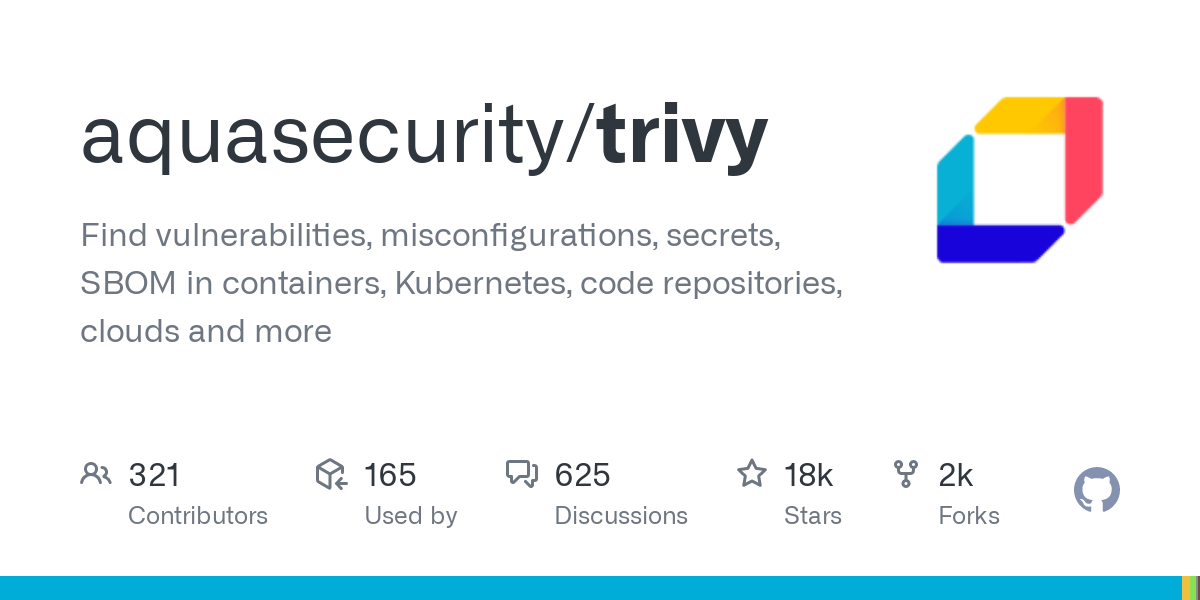 aquasecurity/trivy
Find vulnerabilities, misconfigurations, secrets,
SBOM in containers, Kubernetes, code repositories,
clouds and more
321 165 625 18k 2k
Contributors Used by Discussions Stars Forks